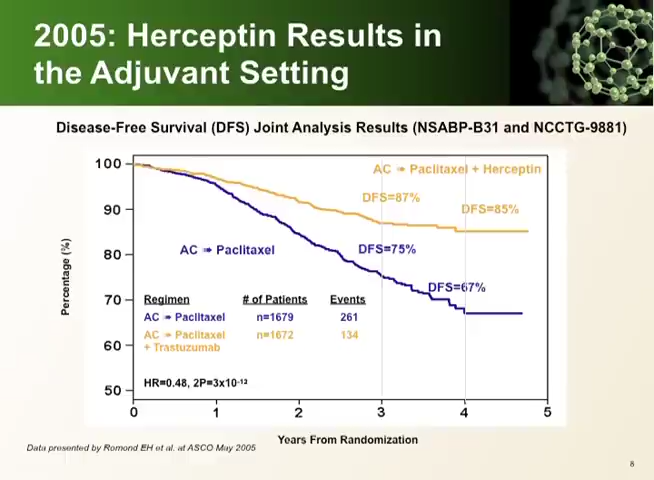 2005: Herceptin Results in
the Adjuvant Setting
Disease-Free Survival (DFS) Joint Analysis Results (NSABP-B31 and NCCTG-9881)
100
90
80
70
60
50
Percentage (%)
AC ➠ Paclitaxel + Herceptin
DFS=87%
DFS=85%
AC ➠ Paclitaxel
DFS=75%
DFS=67%
Regimen # of Patients Events
AC ➠ Paclitaxel n=1679 261
AC ➠ Paclitaxel n=1672 134
+ Trastuzumab
HR=0.48, 2P=3x10⁻¹²
0 1 2 3 4 5
Years From Randomization
Data presented by Romond EH et al. at ASCO May 2005
8